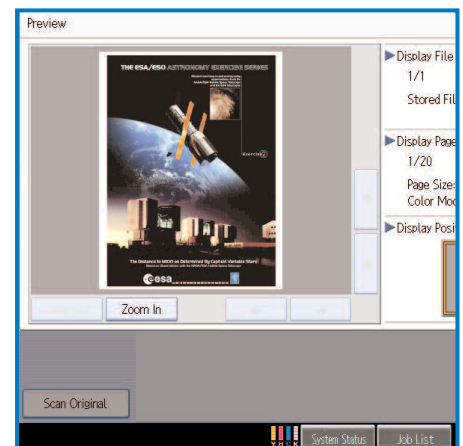 Preview
THE ESA/ESO ASTRONOMY EXERCISE SERIES
Exercise 2
The Distance to M100 as Determined By Cepheid Variable Stars
esa
Zoom In
Display File
1/1
Stored Fil
Display Page
1/20
Page Size:
Color Mod
Display Posi
Scan Original
Y M C K
System Status
Job List